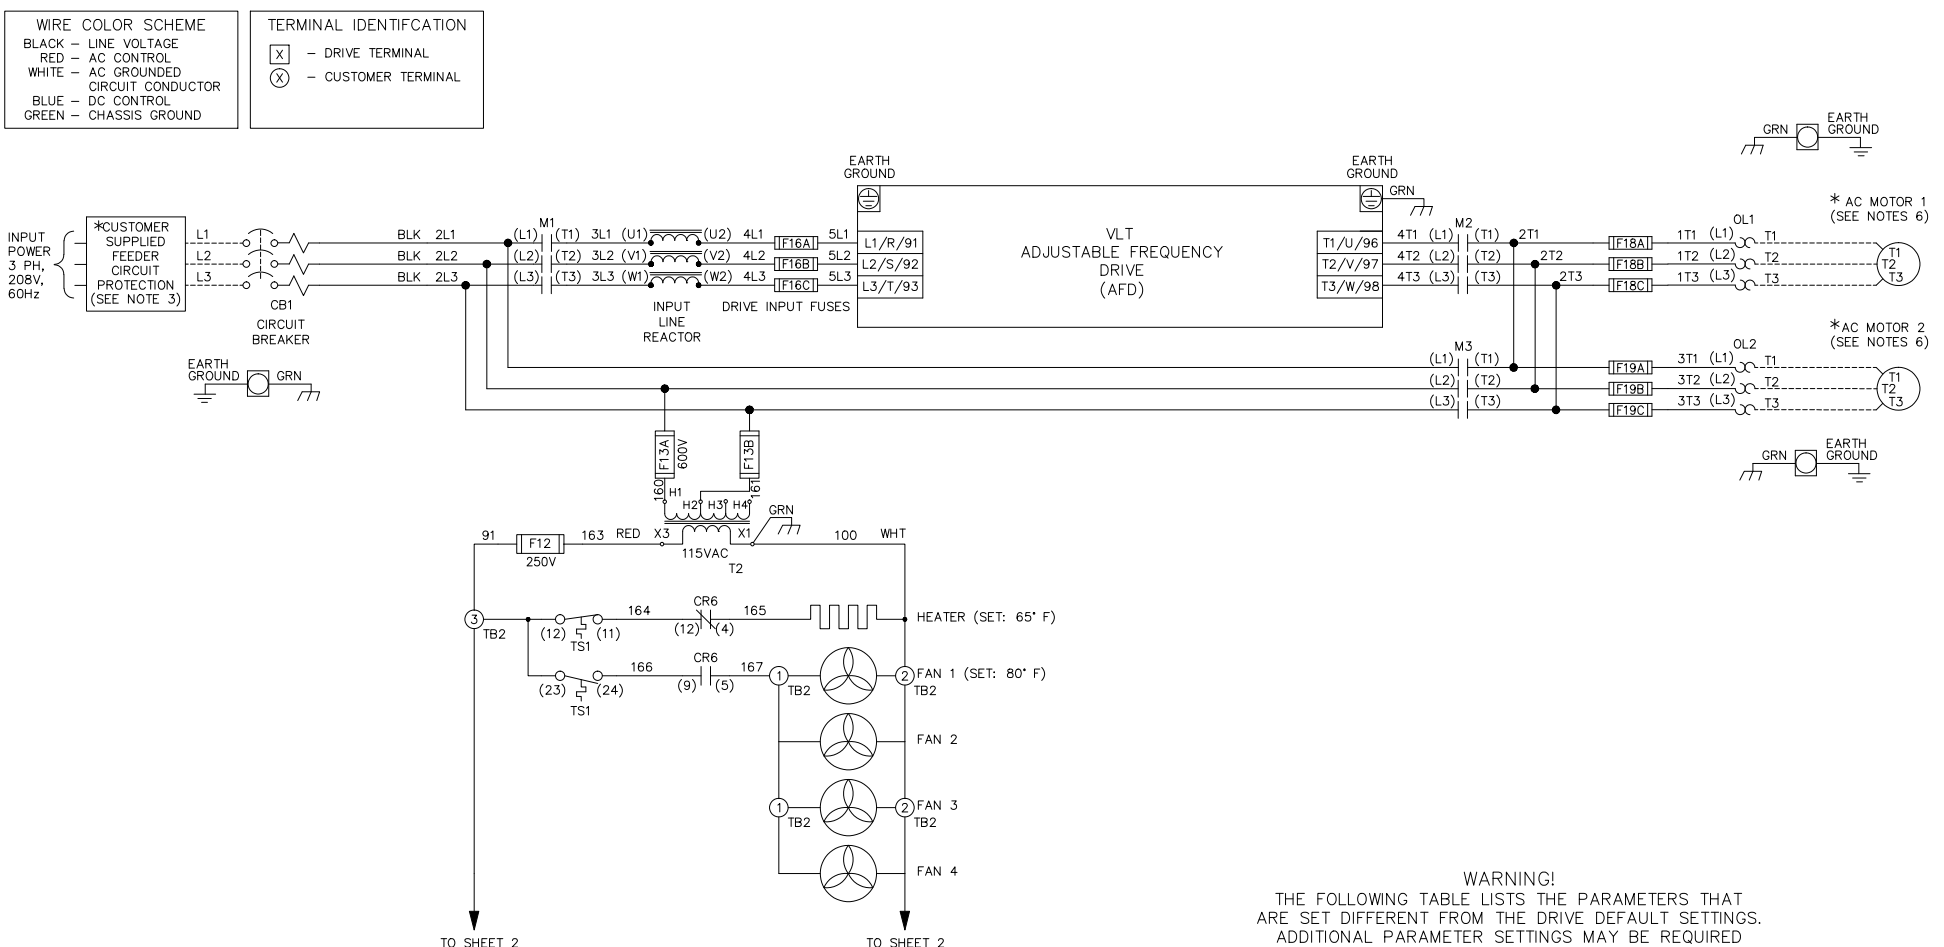 WIRE COLOR SCHEME
BLACK – LINE VOLTAGE
RED – AC CONTROL
WHITE – AC GROUNDED
CIRCUIT CONDUCTOR
BLUE – DC CONTROL
GREEN – CHASSIS GROUND
TERMINAL IDENTIFCATION
X – DRIVE TERMINAL
X – CUSTOMER TERMINAL
GRN
EARTH
GROUND
INPUT
POWER
3 PH,
208V,
60Hz
*CUSTOMER
SUPPLIED
FEEDER
CIRCUIT
PROTECTION
(SEE NOTE 3)
L1
L2
L3
CB1
CIRCUIT
BREAKER
EARTH
GROUND
GRN
M1
BLK 2L1 (L1) (T1) 3L1 (U1) (U2) 4L1 F16A 5L1 L1/R/91
BLK 2L2 (L2) (T2) 3L2 (V1) (V2) 4L2 F16B 5L2 L2/S/92
BLK 2L3 (L3) (T3) 3L3 (W1) (W2) 4L3 F16C 5L3 L3/T/93
INPUT
LINE
REACTOR
DRIVE INPUT FUSES
EARTH
GROUND
VLT
ADJUSTABLE FREQUENCY
DRIVE
(AFD)
EARTH
GROUND
GRN
M2
T1/U/96 4T1 (L1) (T1) 2T1 F18A 1T1 (L1) T1
T2/V/97 4T2 (L2) (T2) 2T2 F18B 1T2 (L2) T2
T3/W/98 4T3 (L3) (T3) 2T3 F18C 1T3 (L3) T3
OL1
* AC MOTOR 1
(SEE NOTES 6)
T1
T2
T3
M3
(L1) (T1) F19A 3T1 (L1) T1
(L2) (T2) F19B 3T2 (L2) T2
(L3) (T3) F19C 3T3 (L3) T3
OL2
*AC MOTOR 2
(SEE NOTES 6)
T1
T2
T3
GRN
EARTH
GROUND
F13A
600V
F13B
160
161
H1
H2
H3
H4
GRN
91
F12
250V
163
RED
X3
X1
115VAC
T2
100
WHT
3
TB2
(12)
(11)
TS1
164
CR6
(12)
(4)
165
HEATER (SET: 65° F)
(23)
(24)
TS1
166
CR6
(9)
(5)
167
1
TB2
2
TB2
FAN 1 (SET: 80° F)
FAN 2
1
TB2
2
TB2
FAN 3
FAN 4
TO SHEET 2
TO SHEET 2
WARNING!
THE FOLLOWING TABLE LISTS THE PARAMETERS THAT
ARE SET DIFFERENT FROM THE DRIVE DEFAULT SETTINGS.
ADDITIONAL PARAMETER SETTINGS MAY BE REQUIRED